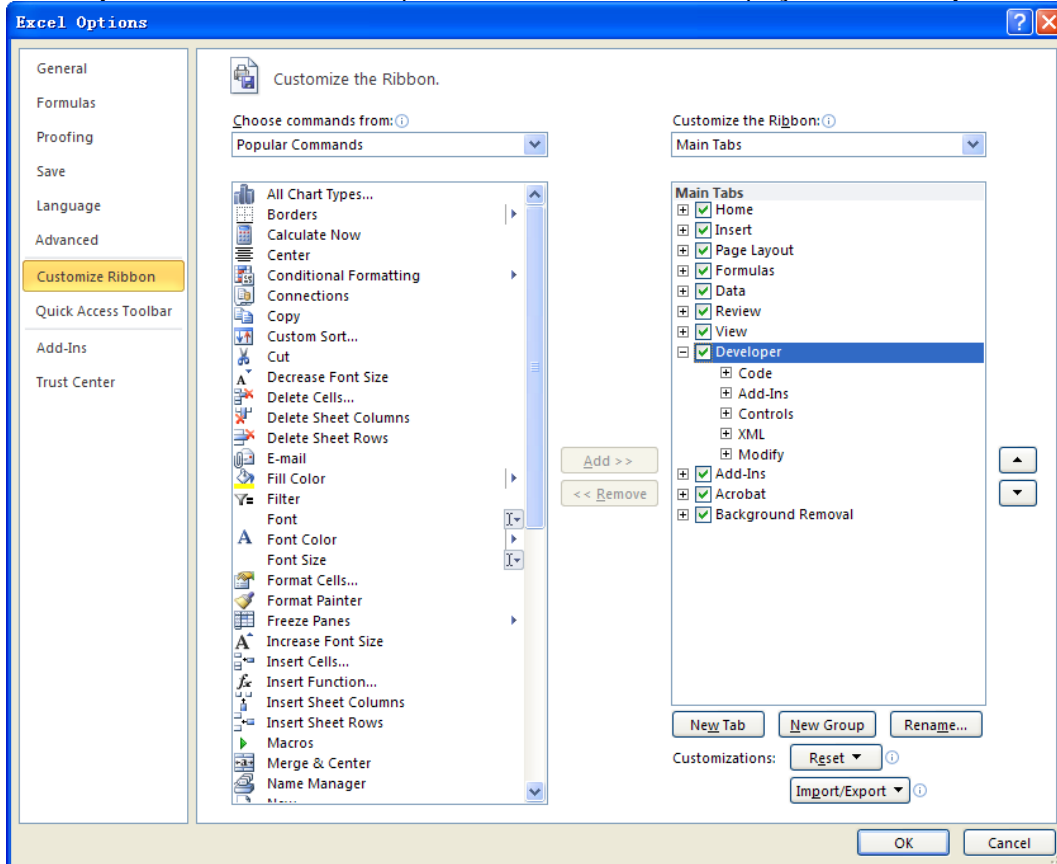 Excel Options
General
Formulas
Proofing
Save
Language
Advanced
Customize Ribbon
Quick Access Toolbar
Add-Ins
Trust Center
Customize the Ribbon.
Choose commands from:
Popular Commands
All Chart Types...
Borders
Calculate Now
Center
Conditional Formatting
Connections
Copy
Custom Sort...
Cut
Decrease Font Size
Delete Cells...
Delete Sheet Columns
Delete Sheet Rows
E-mail
Fill Color
Filter
Font
Font Color
Font Size
Format Cells...
Format Painter
Freeze Panes
Increase Font Size
Insert Cells...
Insert Function...
Insert Sheet Columns
Insert Sheet Rows
Macros
Merge & Center
Name Manager
Add >>
<< Remove
Customize the Ribbon:
Main Tabs
Main Tabs
Home
Insert
Page Layout
Formulas
Data
Review
View
Developer
Code
Add-Ins
Controls
XML
Modify
Add-Ins
Acrobat
Background Removal
New Tab
New Group
Rename...
Customizations:
Reset
Import/Export
OK
Cancel